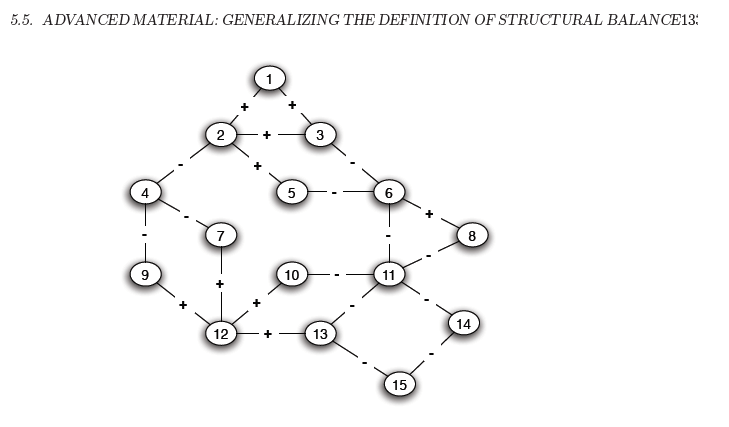 5.5. ADVANCED MATERIAL: GENERALIZING THE DEFINITION OF STRUCTURAL BALANCE13
1
+ +
2 + 3
- + -
4 5 - 6
- +
7 8
- - -
9 10 - 11
+ + + - -
14
12 + 13
- -
15